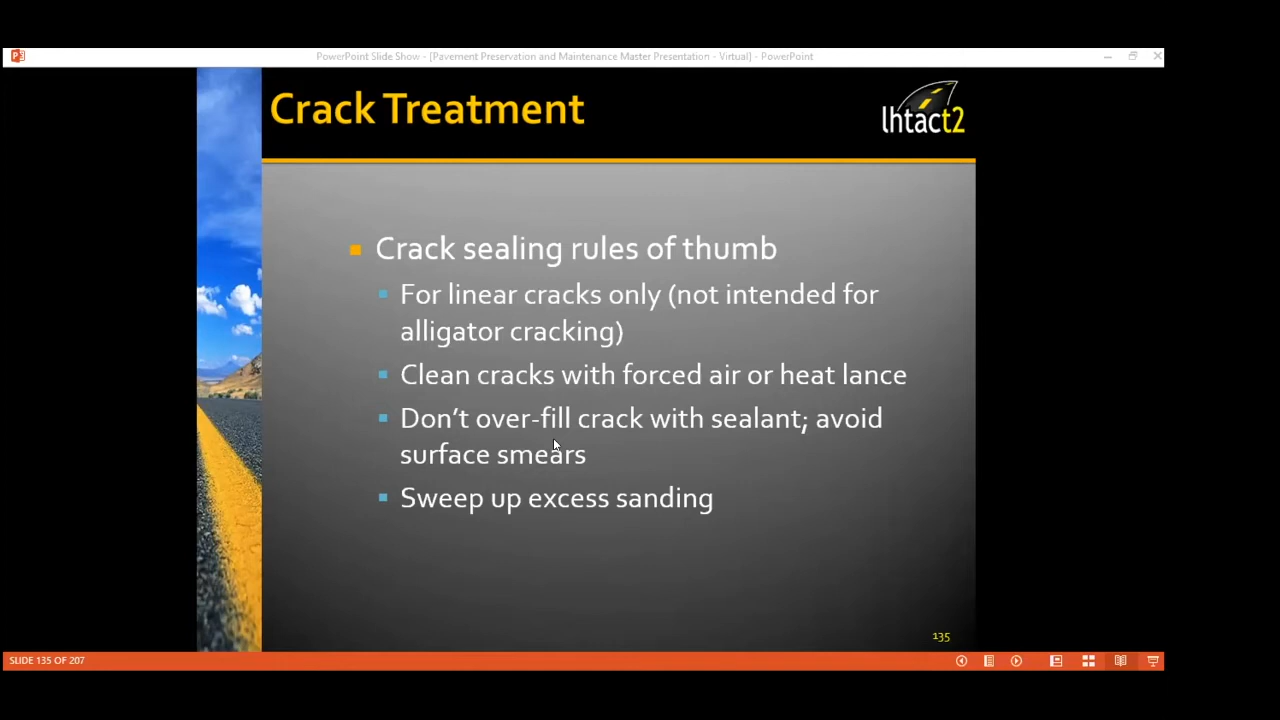 PowerPoint Slide Show - [Pavement Preservation and Maintenance Master Presentation - Virtual] - PowerPoint
Crack Treatment
lhtact2
Crack sealing rules of thumb
For linear cracks only (not intended for
alligator cracking)
Clean cracks with forced air or heat lance
Don't over-fill crack with sealant; avoid
surface smears
Sweep up excess sanding
135
SLIDE 135 OF 207